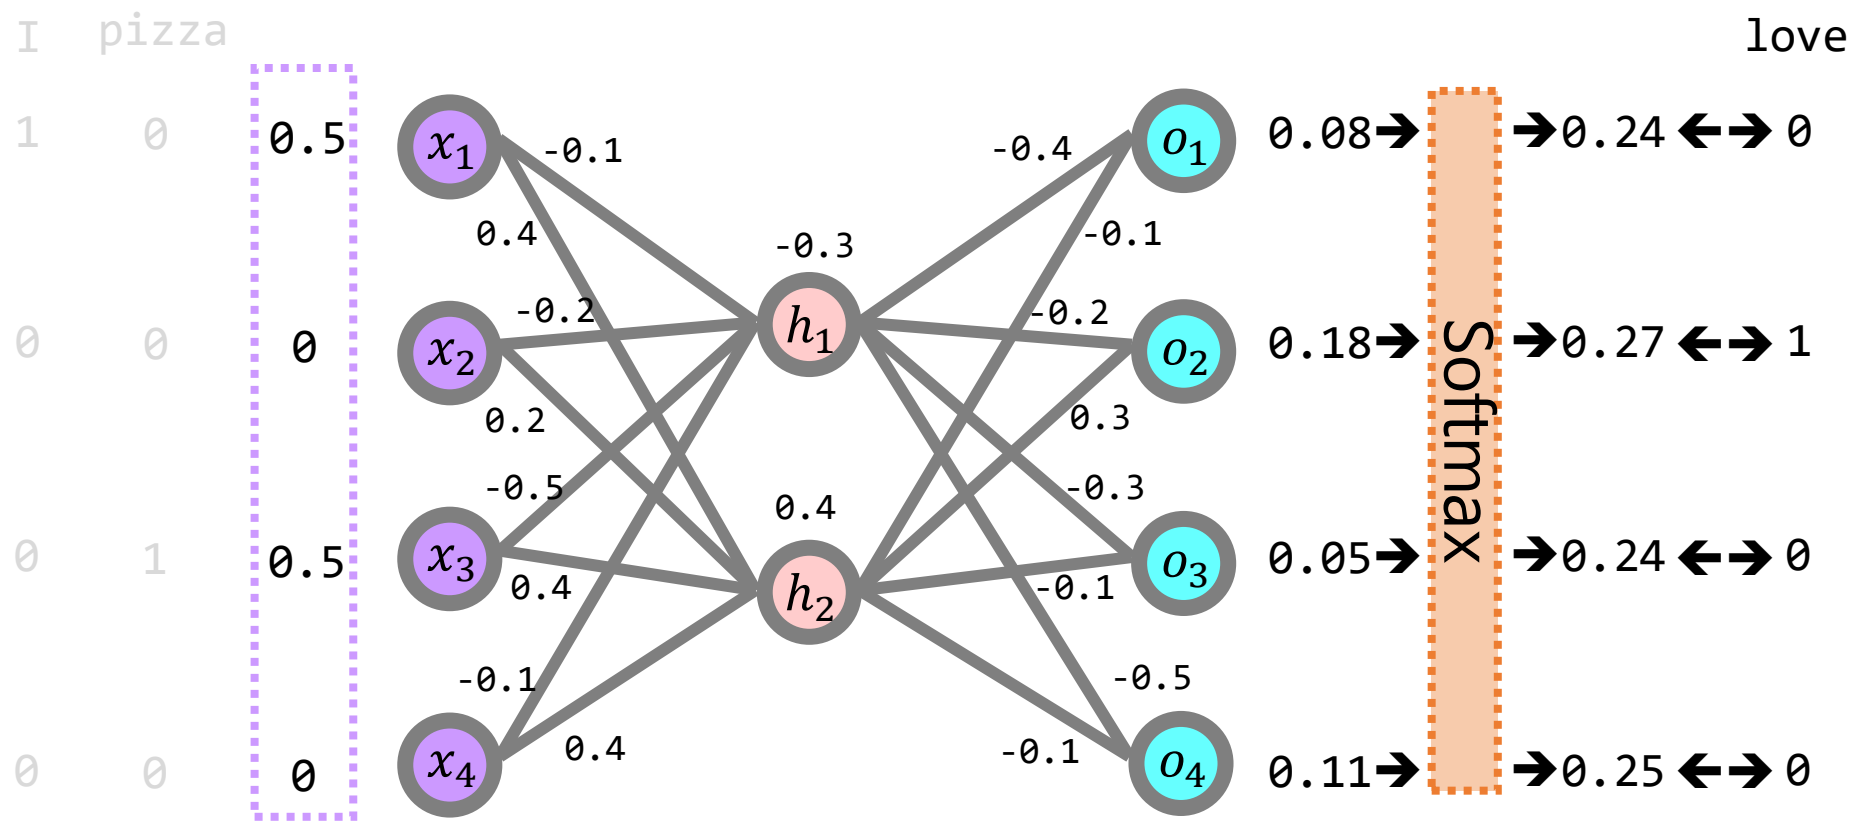 I pizza love
1 0 0.5 x1 -0.1 -0.4 o1 0.08 0.24 0
0.4 -0.1
-0.3
0 0 0 x2 -0.2 h1 -0.2 o2 0.18 0.27 1
0.2 0.3
-0.5 -0.3
0.4
Softmax
0 1 0.5 x3 0.4 h2 -0.1 o3 0.05 0.24 0
-0.1 -0.5
0 0 0 x4 0.4 -0.1 o4 0.11 0.25 0